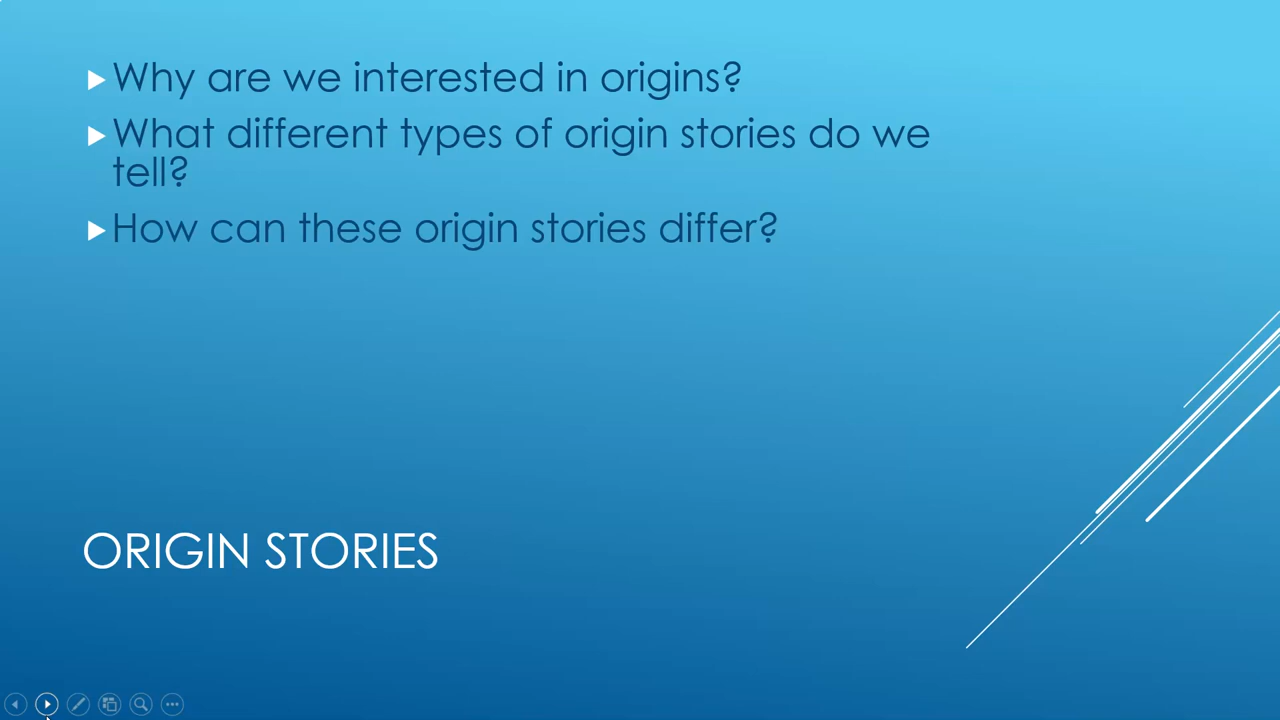 Why are we interested in origins?
What different types of origin stories do we
tell?
How can these origin stories differ?
ORIGIN STORIES